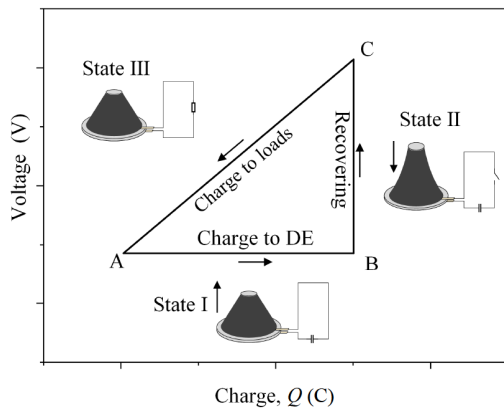 C
State III
State II
Voltage (V)
Charge to loads
Recovering
Charge to DE
A
B
State I
Charge, Q (C)